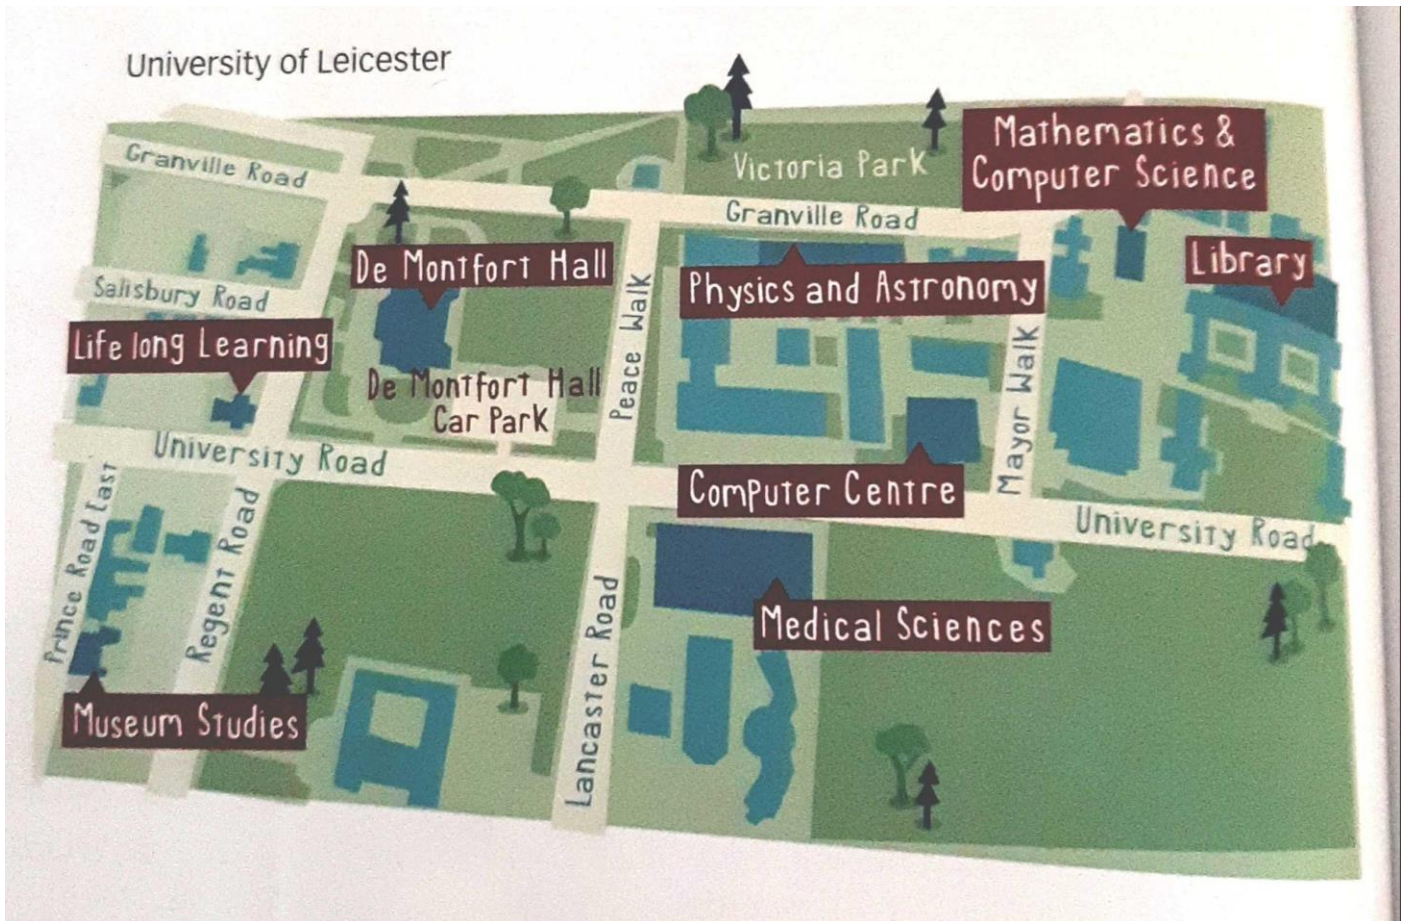 University of Leicester
Granville Road
Victoria Park
Mathematics &
Computer Science
Granville Road
De Montfort Hall
Library
Salisbury Road
Physics and Astronomy
Life long Learning
Peace Walk
Mayor Walk
De Montfort Hall
Car Park
University Road
Computer Centre
Prince Road East
Regent Road
University Road
Lancaster Road
Medical Sciences
Museum Studies